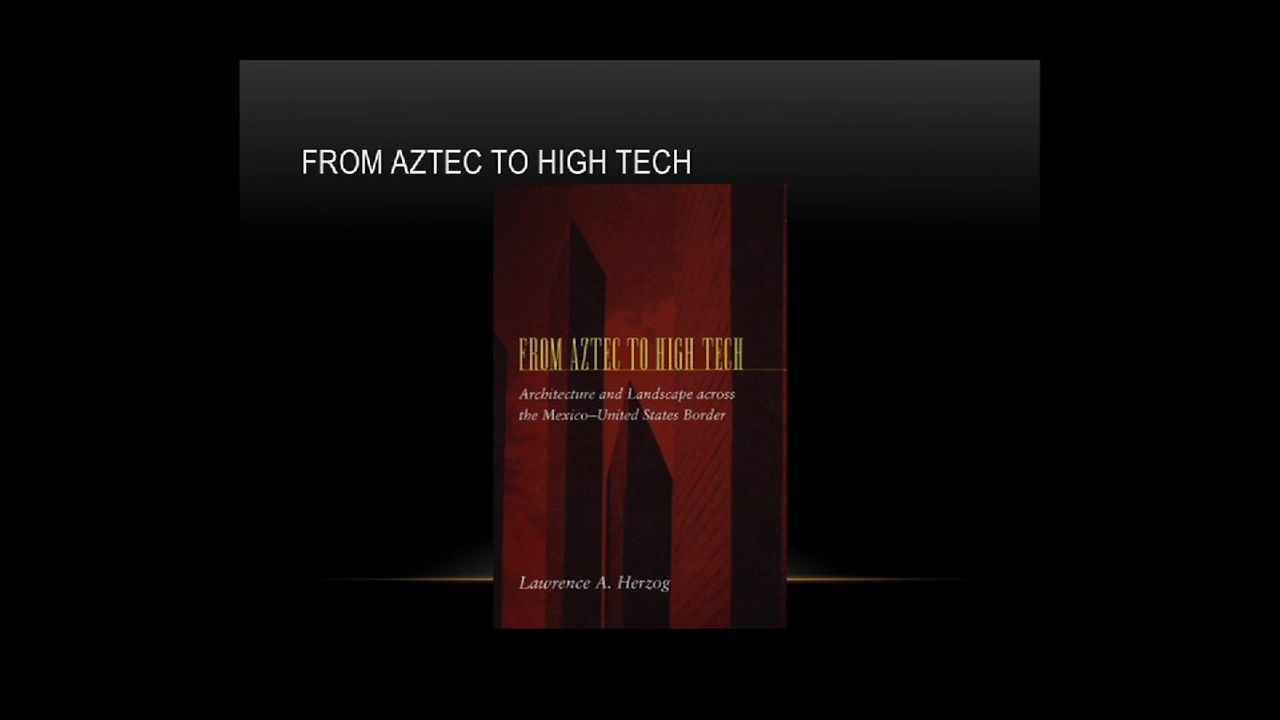 FROM AZTEC TO HIGH TECH
FROM AZTEC TO HIGH TECH
Architecture and Landscape across
the Mexico–United States Border
Lawrence A. Herzog